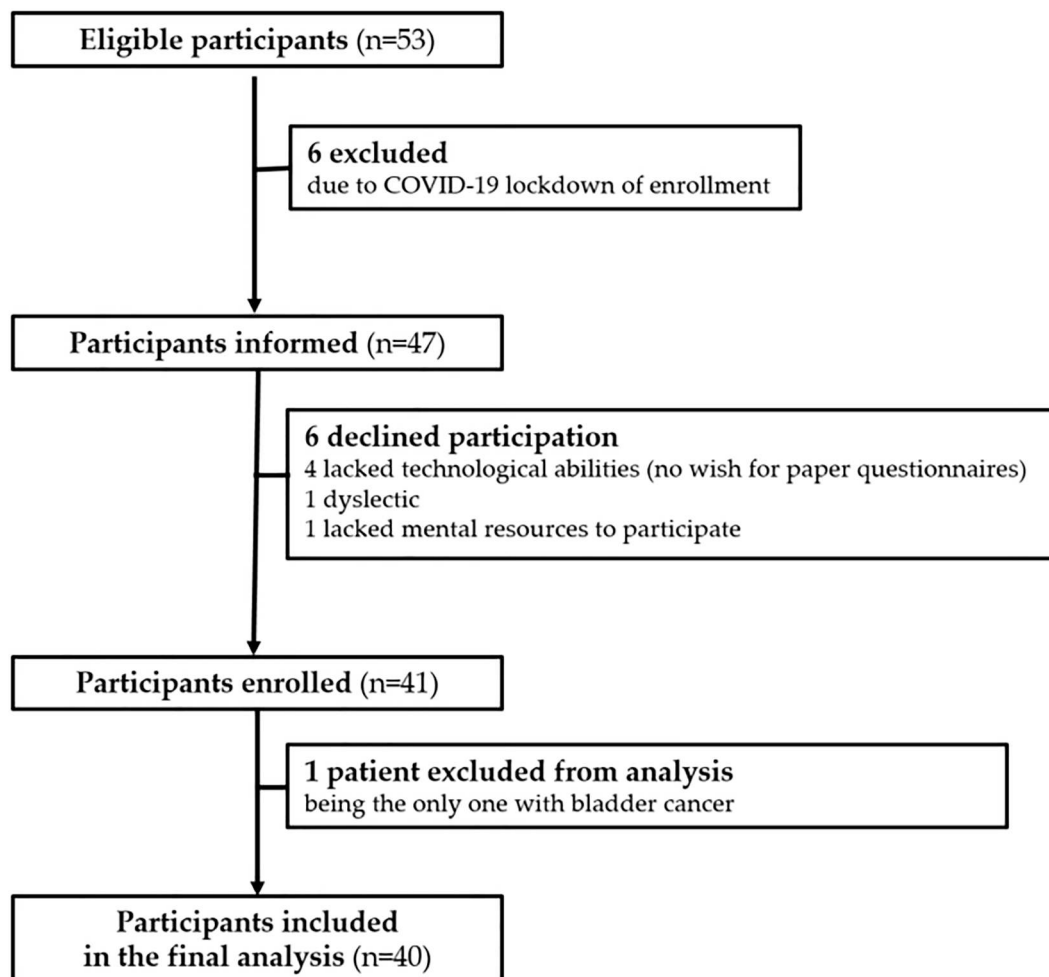 Eligible participants (n=53)
6 excluded
due to COVID-19 lockdown of enrollment
Participants informed (n=47)
6 declined participation
4 lacked technological abilities (no wish for paper questionnaires)
1 dyslectic
1 lacked mental resources to participate
Participants enrolled (n=41)
1 patient excluded from analysis
being the only one with bladder cancer
Participants included
in the final analysis (n=40)